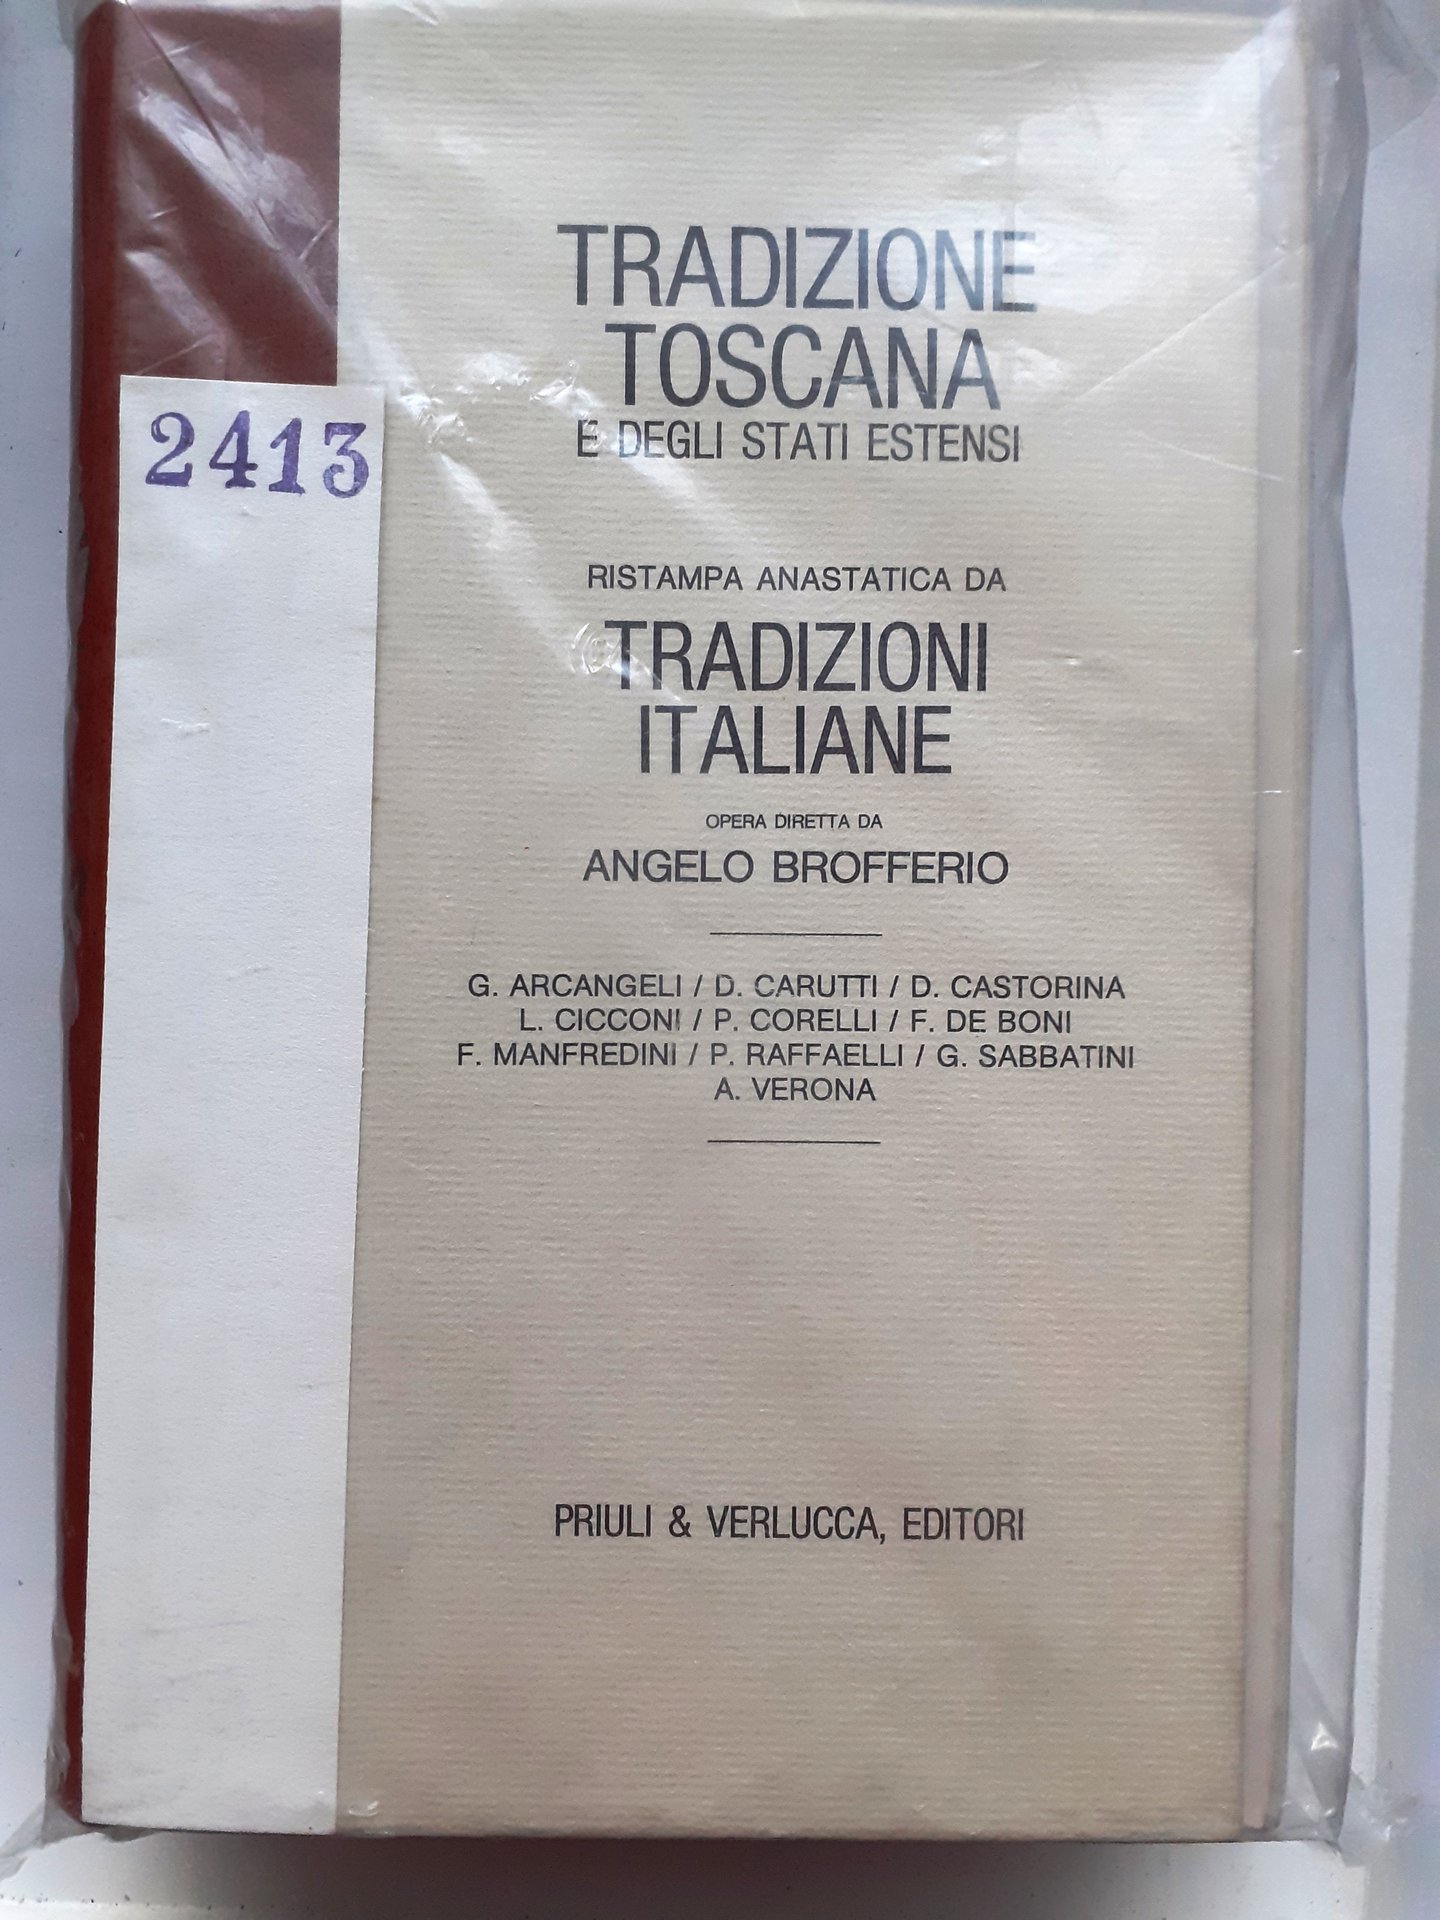 TRADIZIONE
TOSCANA
E DEGLI STATI ESTENSI
2413
RISTAMPA ANASTATICA DA
TRADIZIONI
ITALIANE
OPERA DIRETTA DA
ANGELO BROFFERIO
G. ARCANGELI / D. CARUTTI / D. CASTORINA
L. CICCONI / P. CORELLI / F. DE BONI
F. MANFREDINI / P. RAFFAELLI / G. SABBATINI
A. VERONA
PRIULI & VERLUCCA, EDITORI